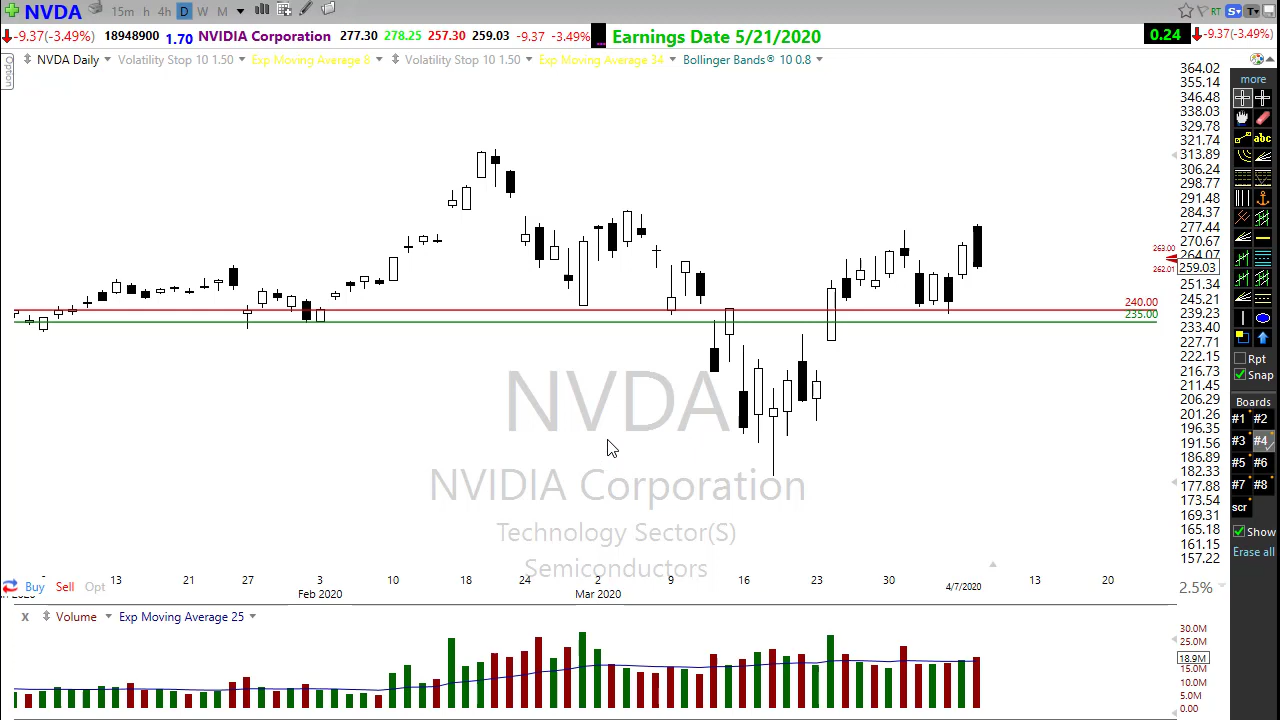 NVDA 15m h 4h D W M RT S T
-9.37(-3.49%) 18948900 1.70 NVIDIA Corporation 277.30 278.25 257.30 259.03 -9.37 -3.49% Earnings Date 5/21/2020 0.24 -9.37(-3.49%)
Option
NVDA Daily Volatility Stop 10 1.50 Exp Moving Average 8 Volatility Stop 10 1.50 Exp Moving Average 34 Bollinger Bands® 10 0.8
364.02
355.14
346.48
338.03
329.78
321.74
313.89
306.24
298.77
291.48
284.37
277.44
270.67
264.07
263.00
259.03
262.01
251.34
245.21
240.00
239.23
235.00
233.40
227.71
222.15
216.73
211.45
206.29
201.26
196.35
191.56
186.89
182.33
177.88
173.54
169.31
165.18
161.15
157.22
more
abc
Rpt
Snap
Boards
#1 #2
#3 #4
#5 #6
#7 #8
scr
Show
Erase all
NVDA
NVIDIA Corporation
Technology Sector(S)
Semiconductors
13 21 27 3 10 18 24 2 9 16 23 30 4/7/2020 13 20
Buy Sell Opt
Feb 2020 Mar 2020
2.5%
x Volume Exp Moving Average 25
30.0M
25.0M
18.9M
15.0M
10.0M
5.0M
0.00